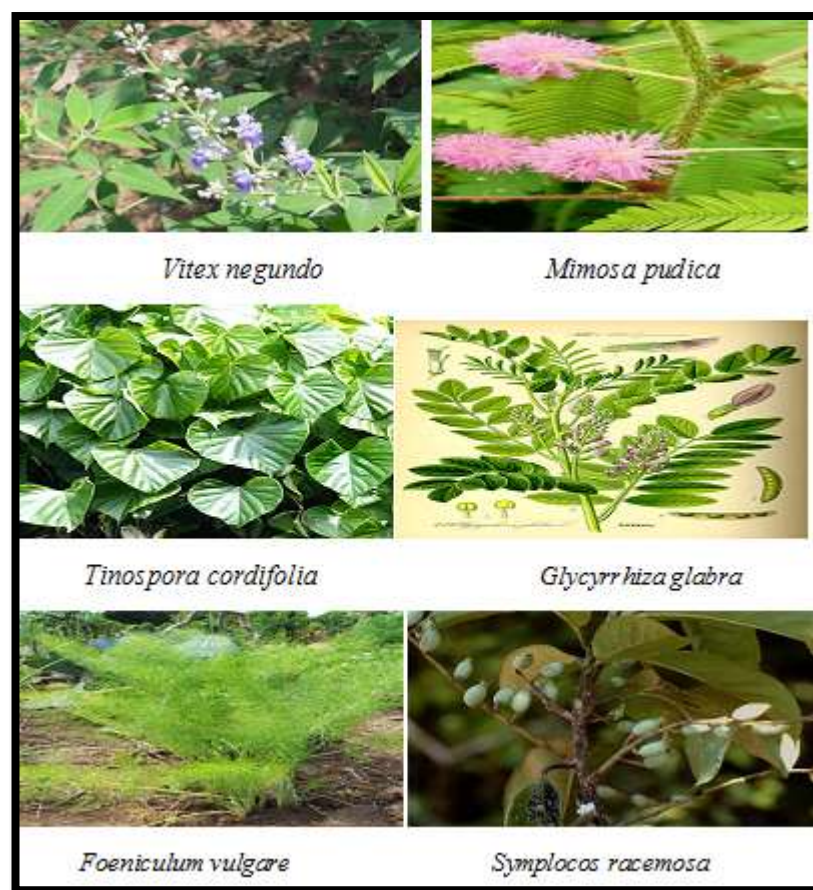 Vitex negundo
Mimosa pudica
Tinospora cordifolia
Glycyrrhiza glabra
Foeniculum vulgare
Symplocos racemosa